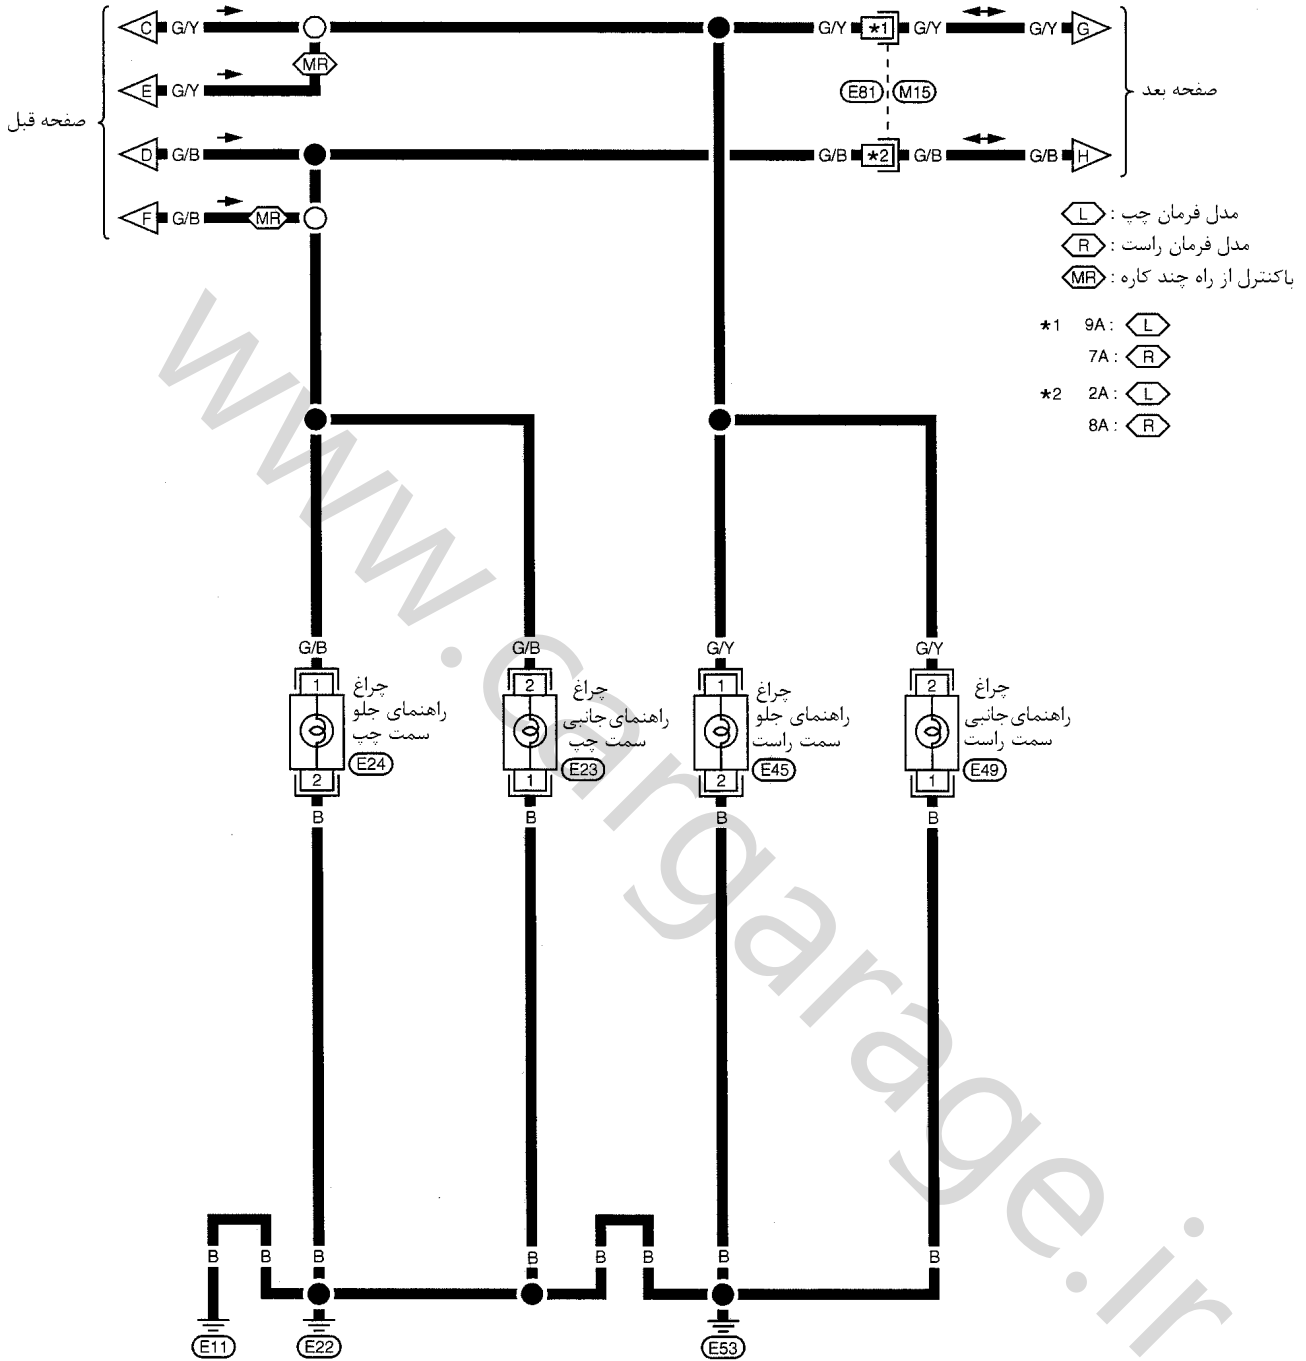 C G/Y G/Y *1 G/Y G/Y G
MR
E G/Y E81 M15 صفحه بعد
صفحه قبل
D G/B G/B *2 G/B G/B H
F G/B MR
L : مدل فرمان چپ
R : مدل فرمان راست
MR : باکنترل از راه چند کاره
*1 9A : L
7A : R
*2 2A : L
8A : R
G/B G/B G/Y G/Y
1 2 1 2
چراغ
راهنمای جلو
سمت چپ
E24
چراغ
راهنمای جانبی
سمت چپ
E23
چراغ
راهنمای جلو
سمت راست
E45
چراغ
راهنمای جانبی
سمت راست
E49
2 1 2 1
B B B B
B B B B B B B B
E11 E22 E53
www.cargarage.ir